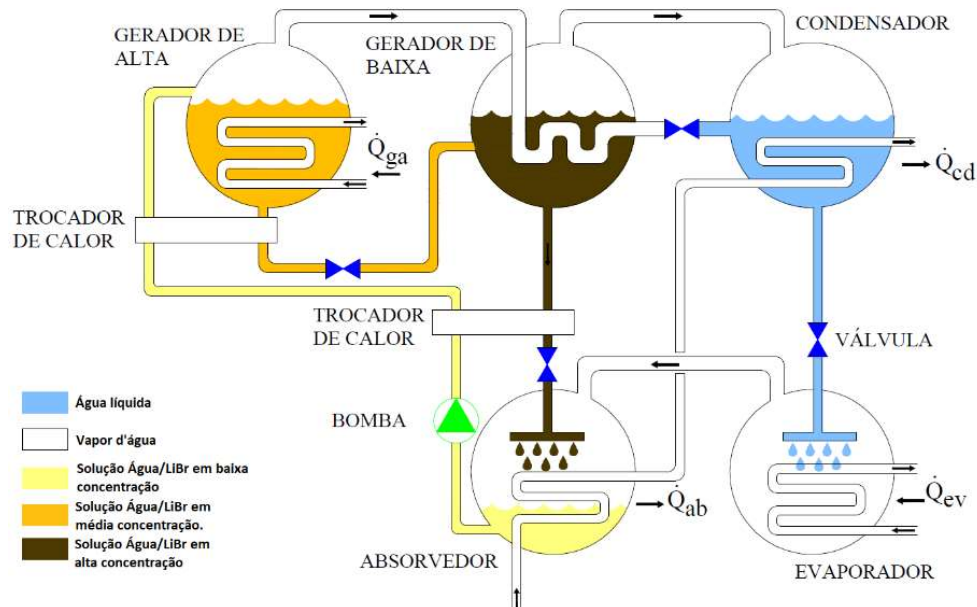 GERADOR DE
ALTA
GERADOR DE
BAIXA
CONDENSADOR
Q̇ga
Q̇cd
TROCADOR
DE CALOR
TROCADOR
DE CALOR
VÁLVULA
BOMBA
Q̇ab
Q̇ev
ABSORVEDOR
EVAPORADOR
Água líquida
Vapor d'água
Solução Água/LiBr em baixa
concentração
Solução Água/LiBr em
média concentração.
Solução Água/LiBr em
alta concentração